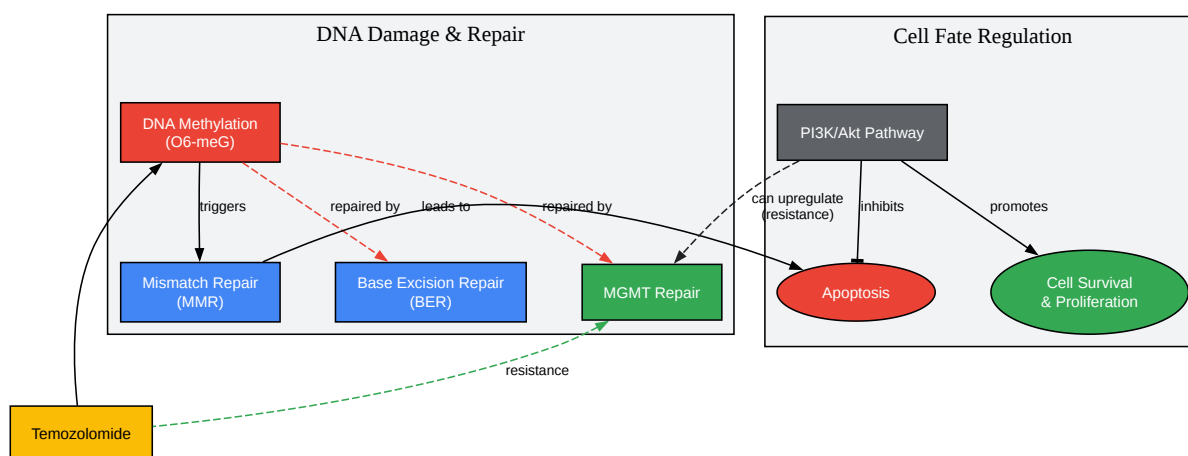 DNA Damage & Repair
Cell Fate Regulation
DNA Methylation
(O6-meG)
PI3K/Akt Pathway
triggers
repaired by
leads to
repaired by
can upregulate
(resistance)
inhibits
promotes
Mismatch Repair
(MMR)
Base Excision Repair
(BER)
MGMT Repair
Apoptosis
Cell Survival
& Proliferation
resistance
Temozolomide